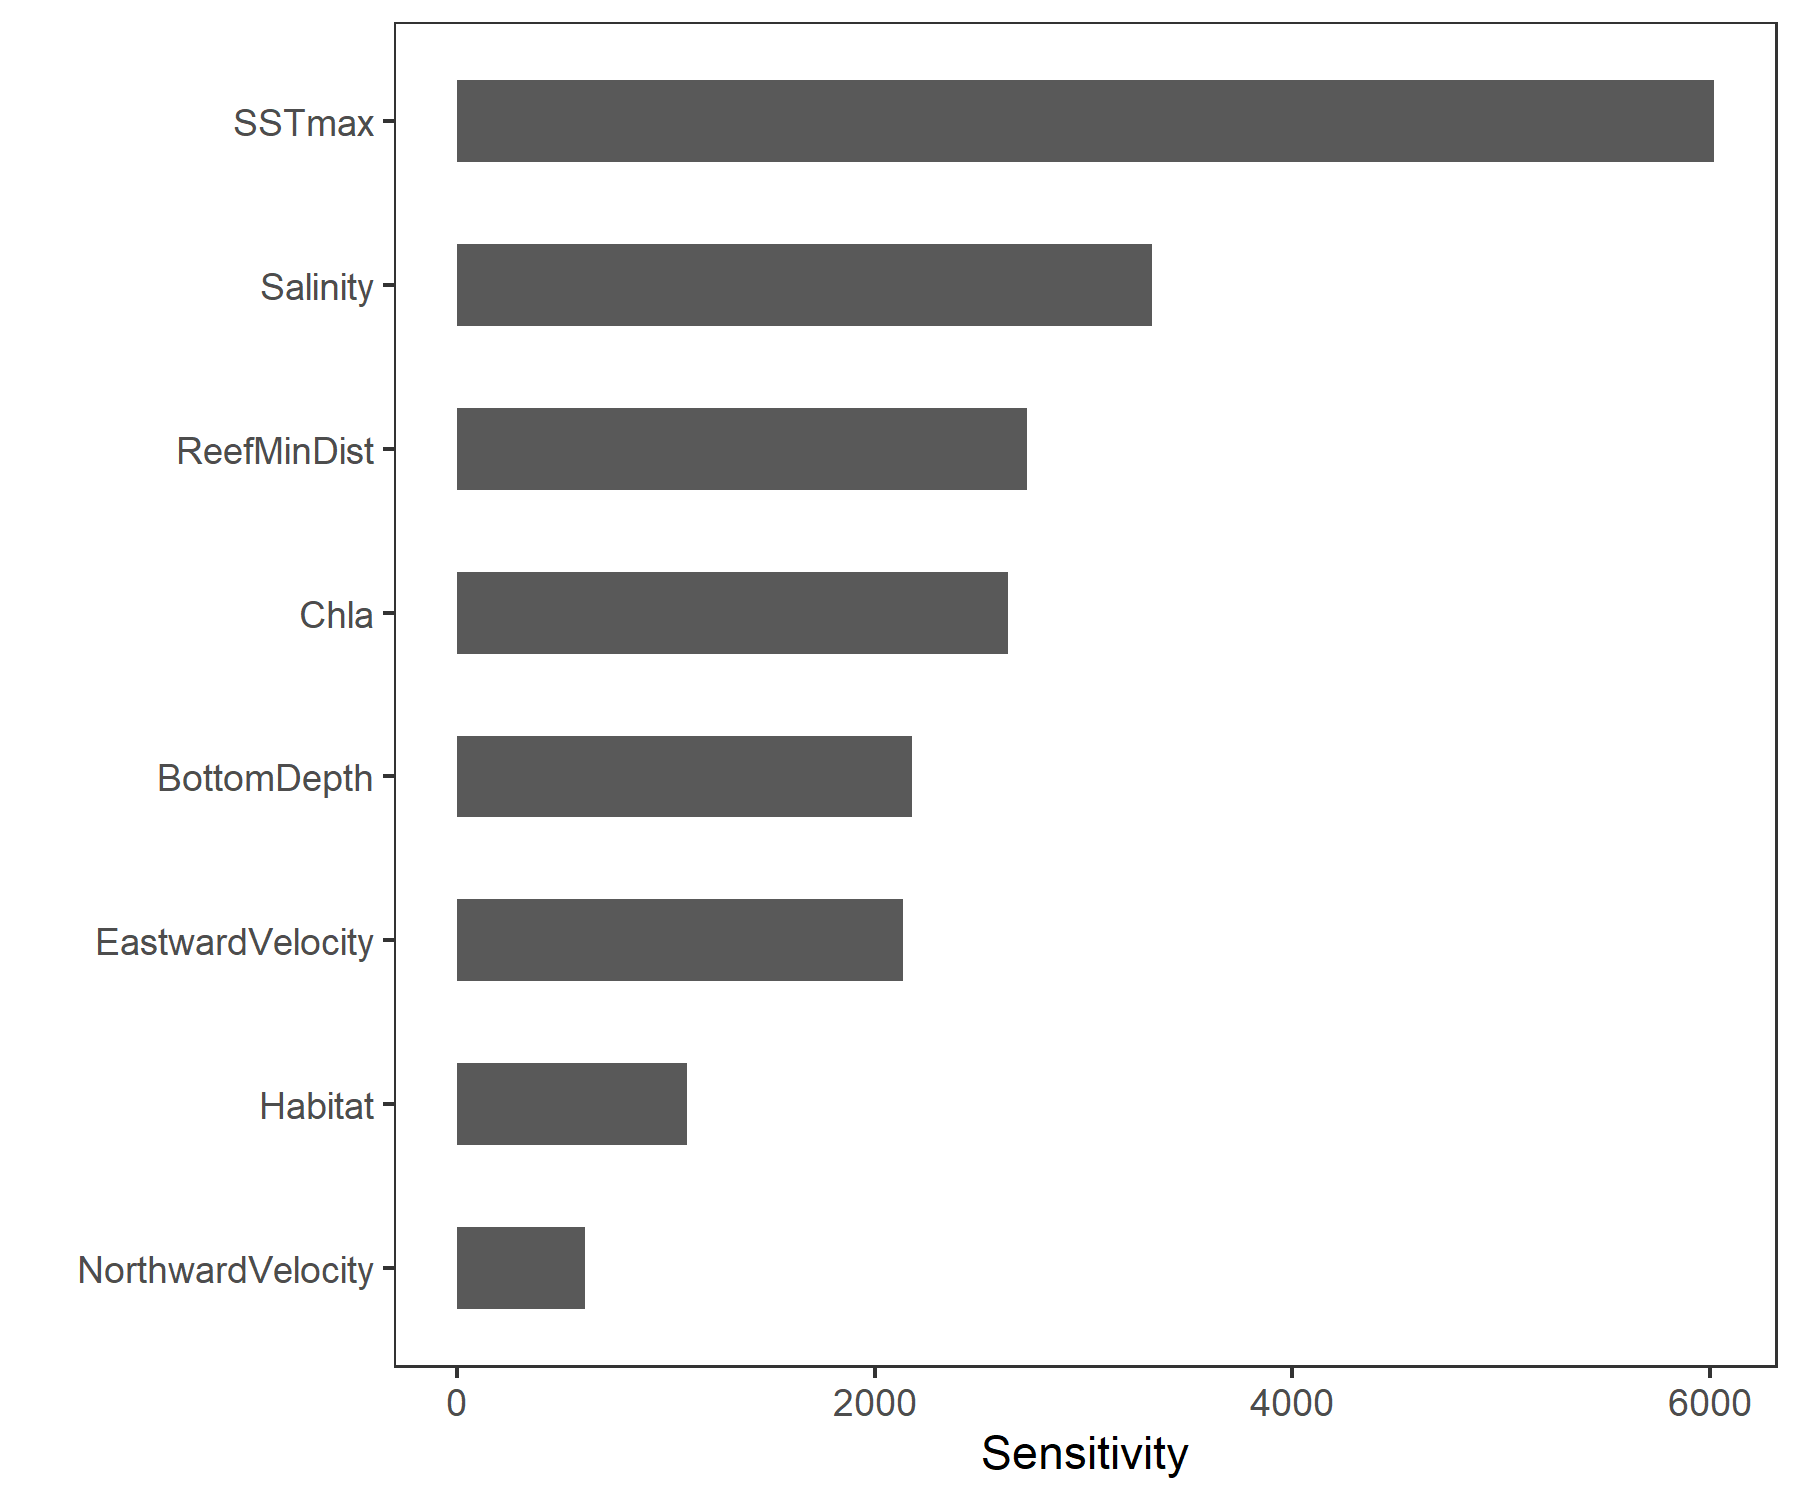 SSTmax
Salinity
ReefMinDist
Chla
BottomDepth
EastwardVelocity
Habitat
NorthwardVelocity
0 2000 4000 6000
Sensitivity